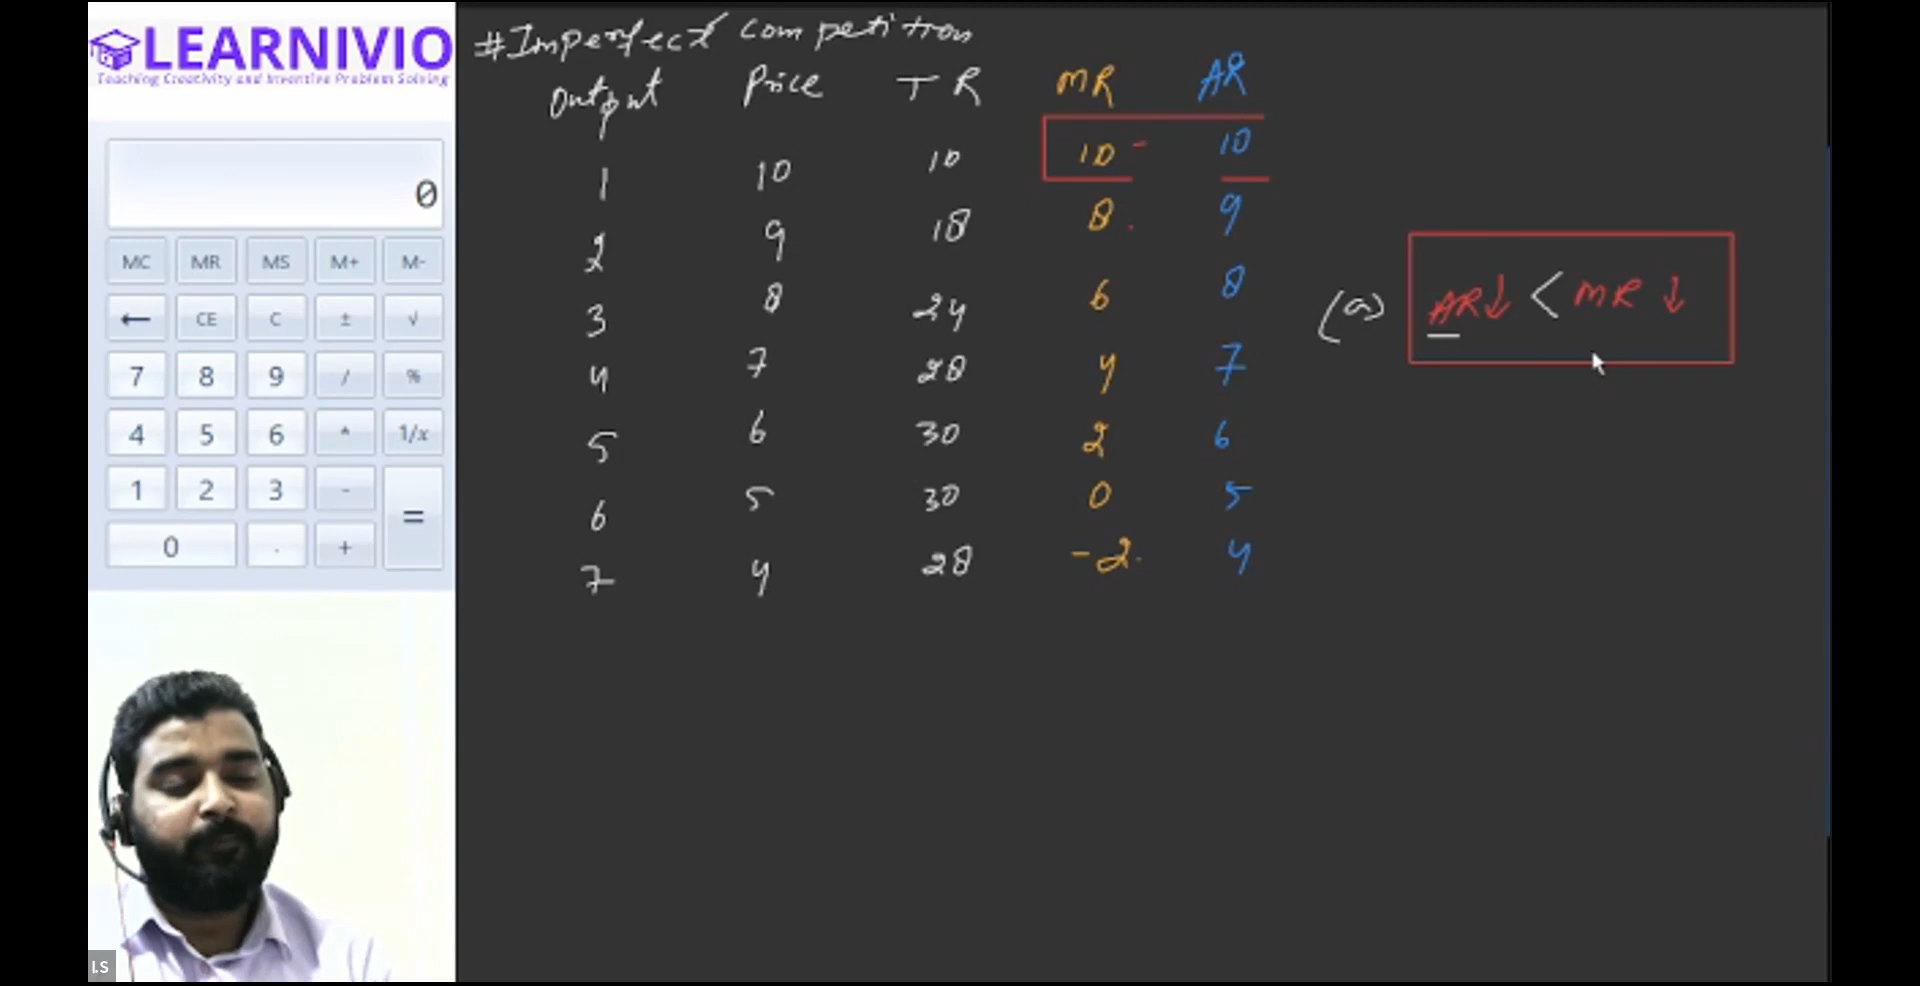 LEARNIVIO
Teaching Creativity and Inventive Problem Solving
0
MC MR MS M+ M-
← CE C ± √
7 8 9 / %
4 5 6 * 1/x
1 2 3 - =
0 . +
I.S
#Imperfect competition
Output Price TR MR AR
1 10 10 10 - 10
2 9 18 8 . 9
3 8 24 6 8
4 7 28 4 7
5 6 30 2 6
6 5 30 0 5
7 4 28 -2. 4
(a) AR↓ < MR ↓